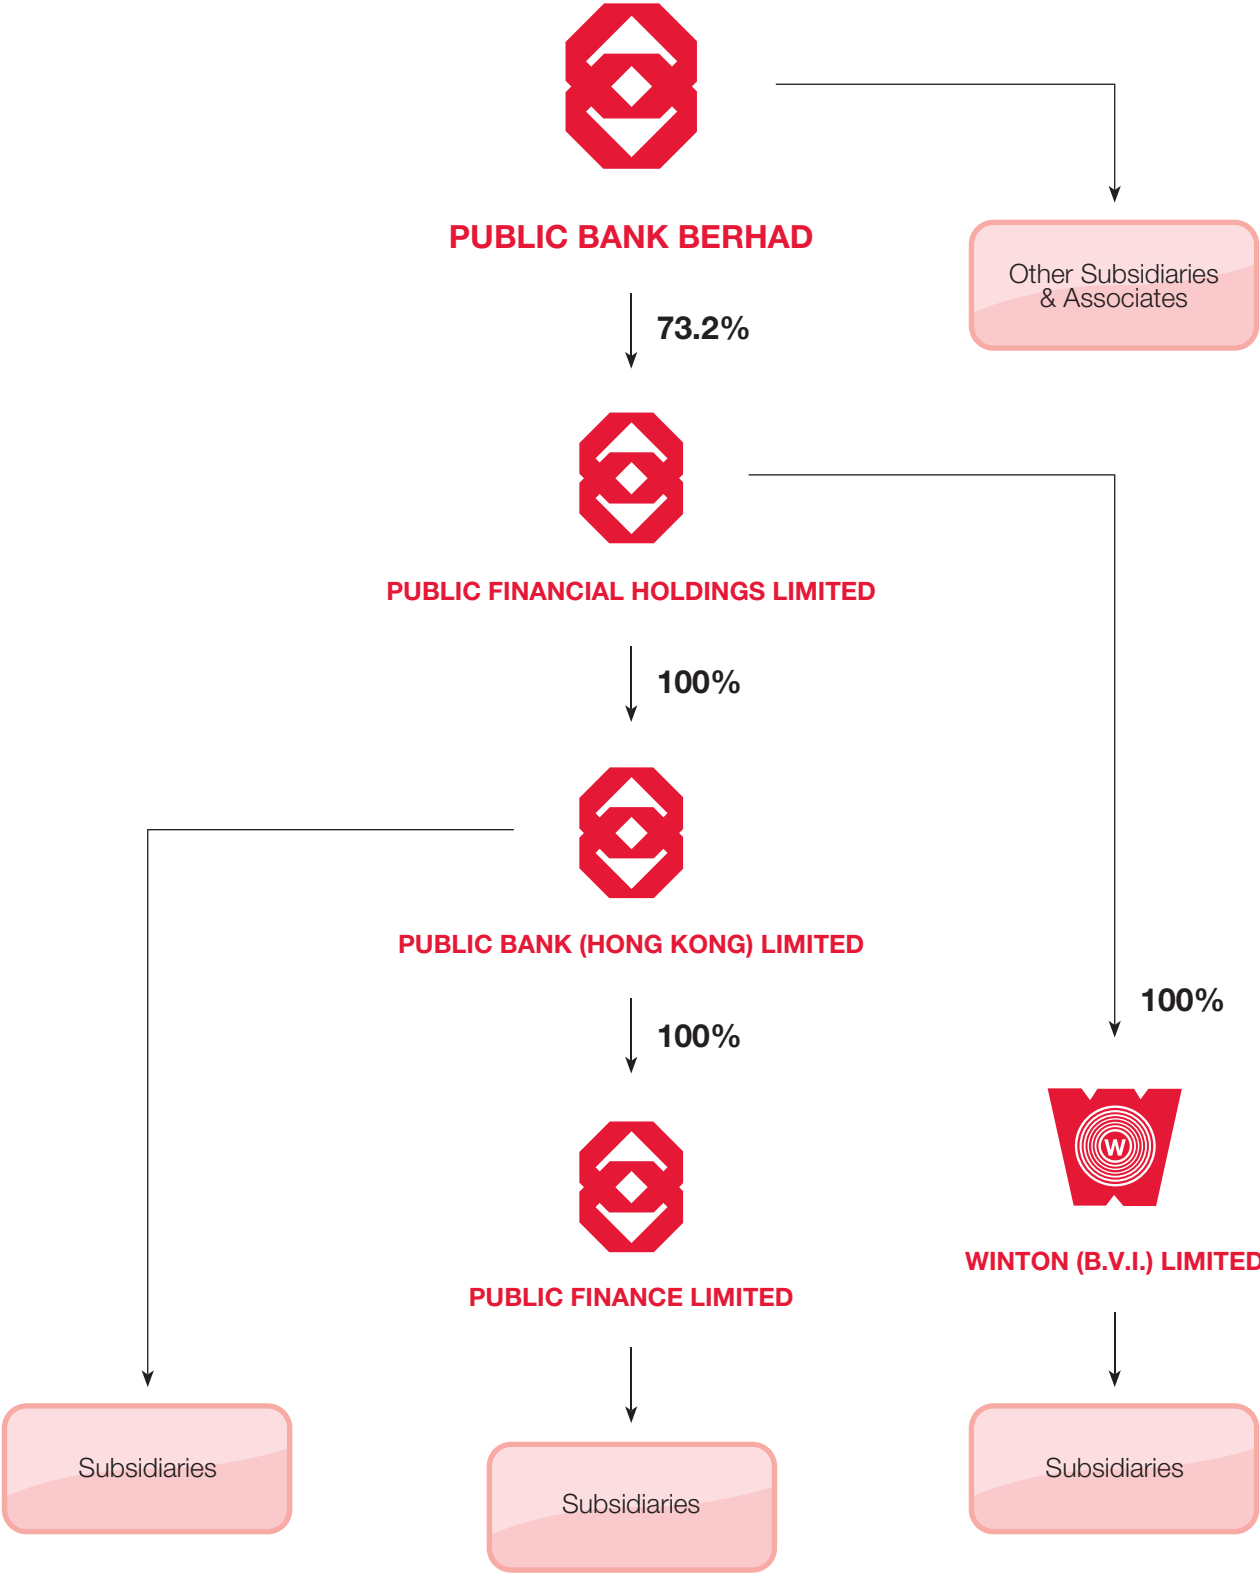 PUBLIC BANK BERHAD
Other Subsidiaries
& Associates
73.2%
PUBLIC FINANCIAL HOLDINGS LIMITED
100%
PUBLIC BANK (HONG KONG) LIMITED
100%
100%
W
WINTON (B.V.I.) LIMITED
PUBLIC FINANCE LIMITED
Subsidiaries
Subsidiaries
Subsidiaries